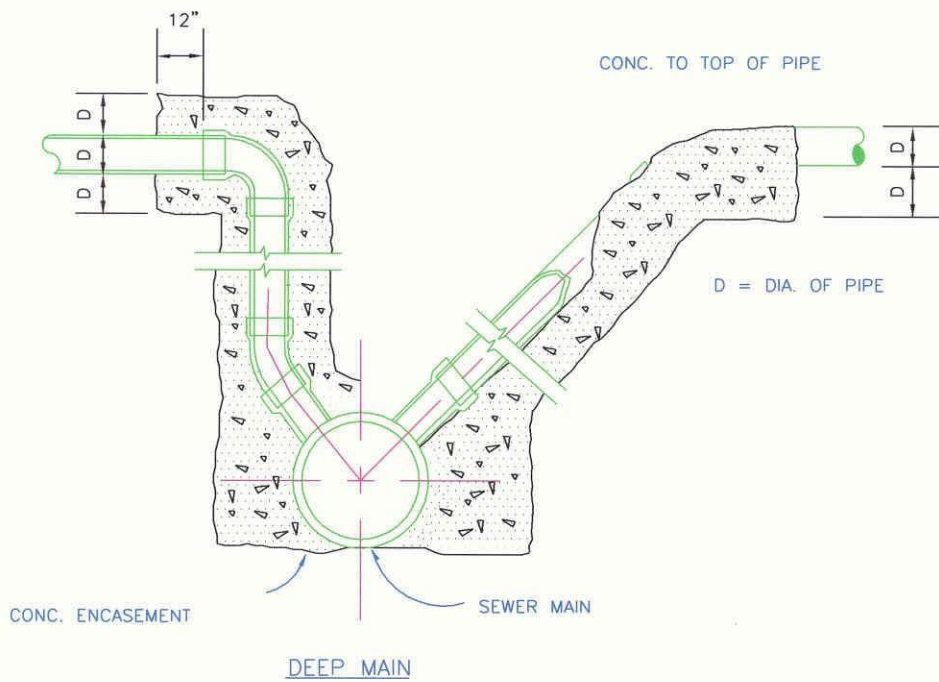 12"
CONC. TO TOP OF PIPE
D
D
D
D
D
D = DIA. OF PIPE
CONC. ENCASEMENT
SEWER MAIN
DEEP MAIN